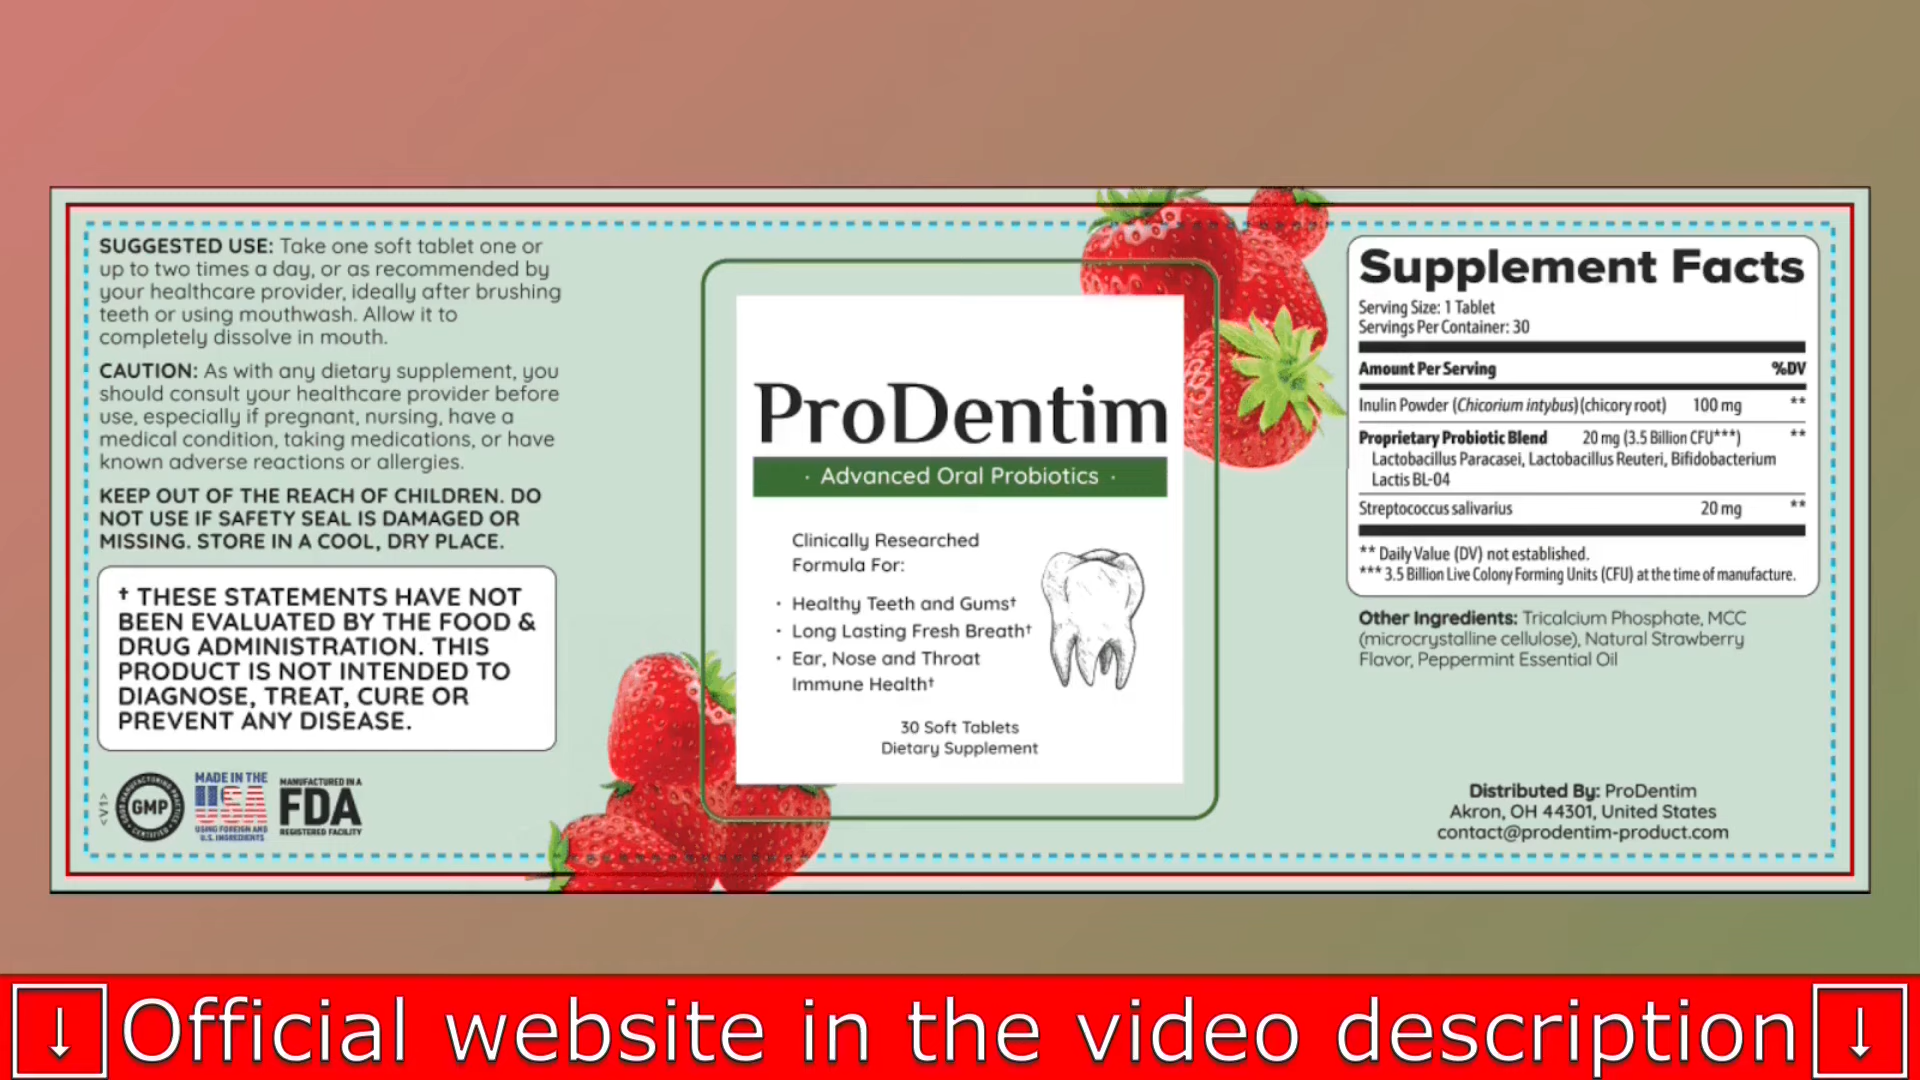 SUGGESTED USE: Take one soft tablet one or
up to two times a day, or as recommended by
your healthcare provider, ideally after brushing
teeth or using mouthwash. Allow it to
completely dissolve in mouth.
CAUTION: As with any dietary supplement, you
should consult your healthcare provider before
use, especially if pregnant, nursing, have a
medical condition, taking medications, or have
known adverse reactions or allergies.
KEEP OUT OF THE REACH OF CHILDREN. DO
NOT USE IF SAFETY SEAL IS DAMAGED OR
MISSING. STORE IN A COOL, DRY PLACE.
† THESE STATEMENTS HAVE NOT
BEEN EVALUATED BY THE FOOD &
DRUG ADMINISTRATION. THIS
PRODUCT IS NOT INTENDED TO
DIAGNOSE, TREAT, CURE OR
PREVENT ANY DISEASE.
<V1>
GOOD MANUFACTURING PRACTICES
GMP
CERTIFIED
MADE IN THE
USA
USING FOREIGN AND
U.S. INGREDIENTS
MANUFACTURED IN A
FDA
REGISTERED FACILITY
ProDentim
· Advanced Oral Probiotics ·
Clinically Researched
Formula For:
· Healthy Teeth and Gums†
· Long Lasting Fresh Breath†
· Ear, Nose and Throat
Immune Health†
30 Soft Tablets
Dietary Supplement
Supplement Facts
Serving Size: 1 Tablet
Servings Per Container: 30
Amount Per Serving %DV
Inulin Powder (Chicorium intybus)(chicory root) 100 mg **
Proprietary Probiotic Blend 20 mg (3.5 Billion CFU***) **
Lactobacillus Paracasei, Lactobacillus Reuteri, Bifidobacterium
Lactis BL-04
Streptococcus salivarius 20 mg **
** Daily Value (DV) not established.
*** 3.5 Billion Live Colony Forming Units (CFU) at the time of manufacture.
Other Ingredients: Tricalcium Phosphate, MCC
(microcrystalline cellulose), Natural Strawberry
Flavor, Peppermint Essential Oil
Distributed By: ProDentim
Akron, OH 44301, United States
contact@prodentim-product.com
↓ Official website in the video description ↓